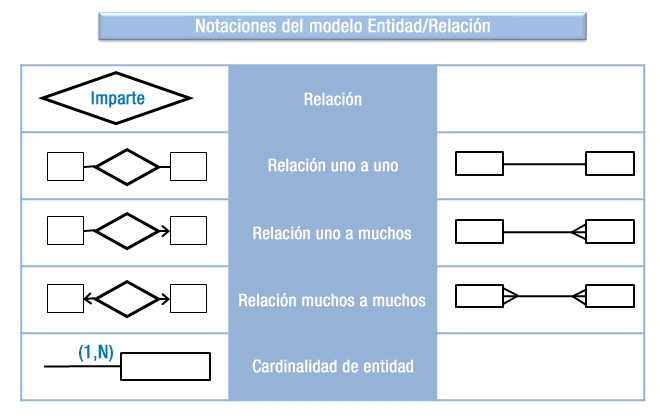 Notaciones del modelo Entidad/Relación
Imparte
Relación
Relación uno a uno
Relación uno a muchos
Relación muchos a muchos
(1,N)
Cardinalidad de entidad